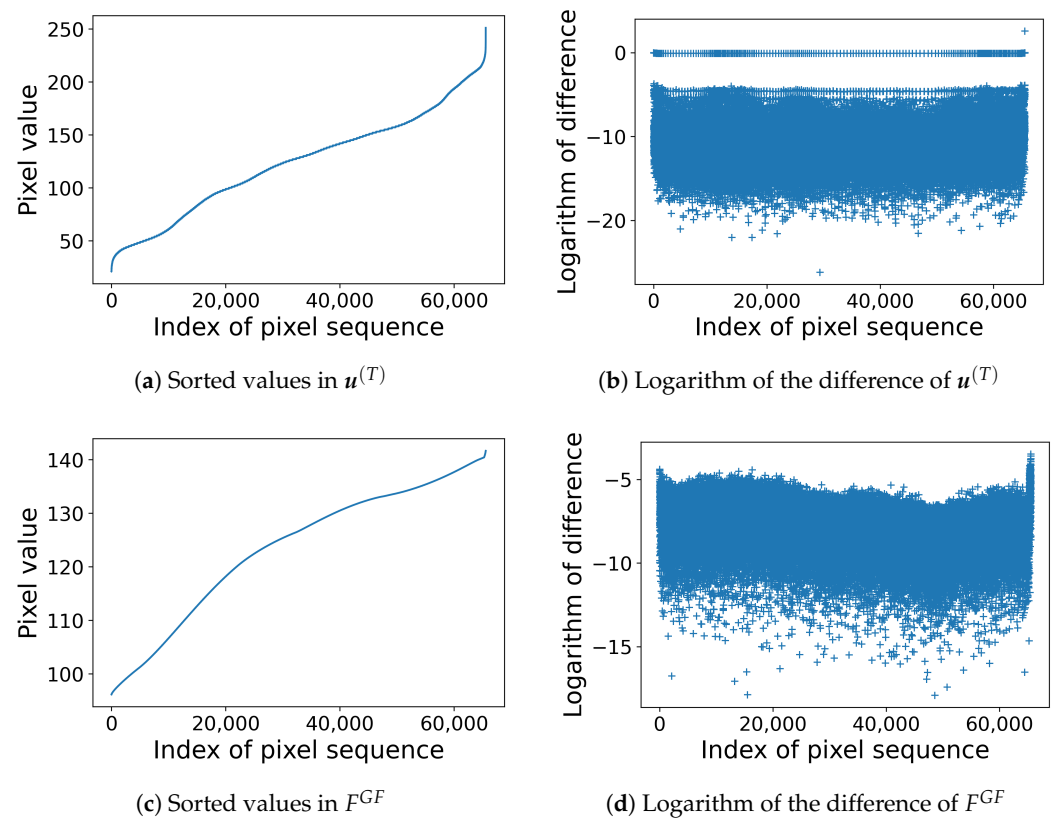 250
200
150
100
50
0
20,000
40,000
60,000
Pixel value
Index of pixel sequence
(a) Sorted values in u^(T)
0
−10
−20
0
20,000
40,000
60,000
Logarithm of difference
Index of pixel sequence
(b) Logarithm of the difference of u^(T)
140
130
120
110
100
0
20,000
40,000
60,000
Pixel value
Index of pixel sequence
(c) Sorted values in F^GF
−5
−10
−15
0
20,000
40,000
60,000
Logarithm of difference
Index of pixel sequence
(d) Logarithm of the difference of F^GF